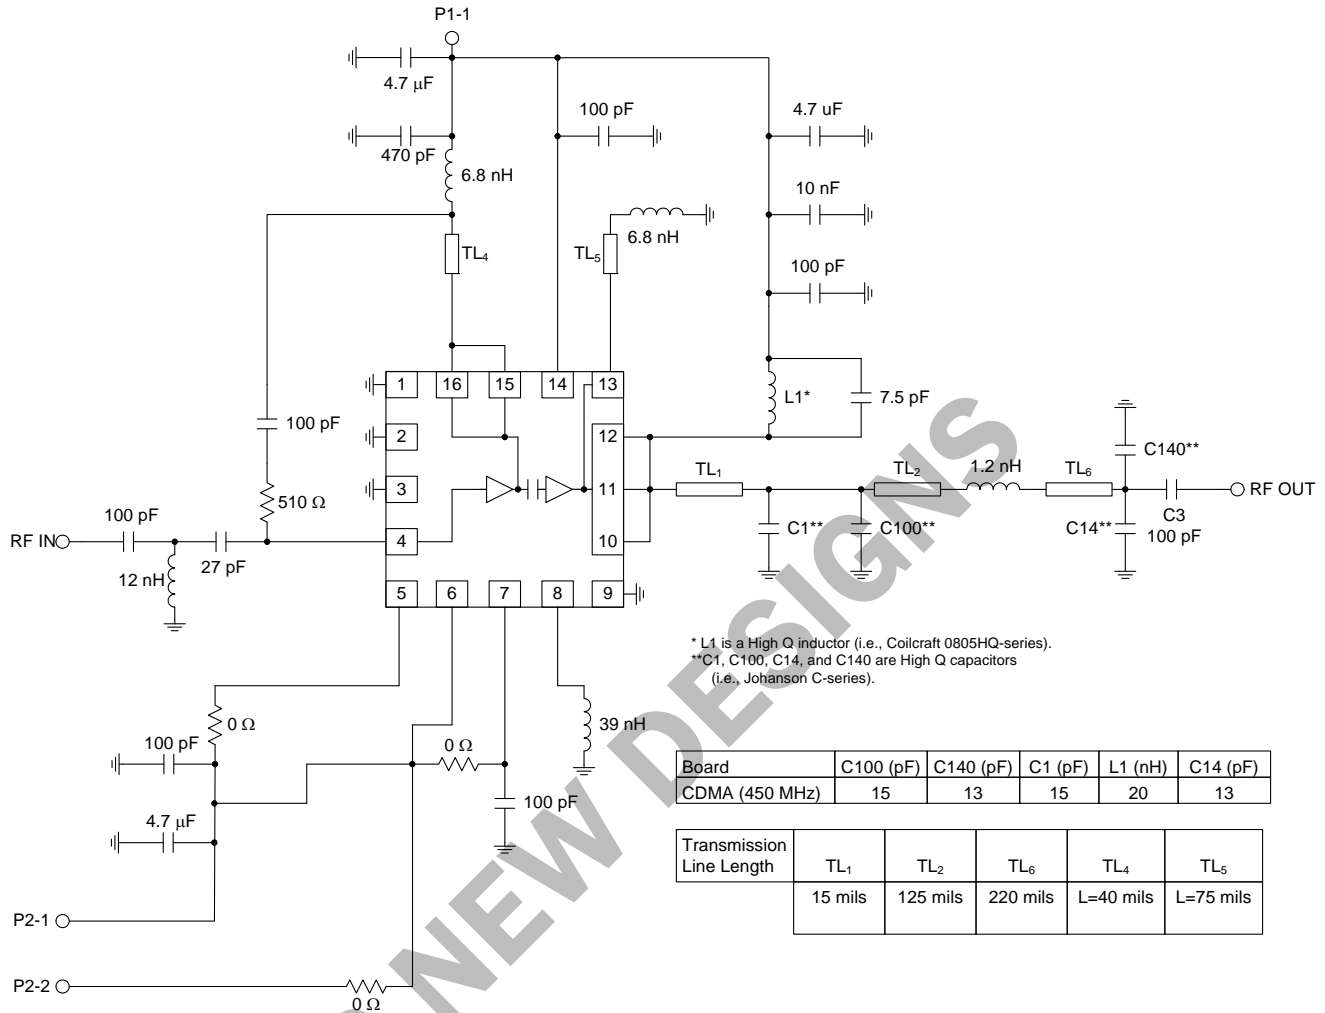 P1-1
4.7 μF
100 pF
4.7 uF
470 pF
6.8 nH
10 nF
6.8 nH
TL4
TL5
100 pF
1
16
15
14
13
L1*
7.5 pF
100 pF
2
12
C140**
TL1
TL2
1.2 nH
TL6
3
11
RF OUT
510 Ω
C3
100 pF
C1**
C100**
C14**
100 pF
RF IN
4
10
27 pF
12 nH
5
6
7
8
9
* L1 is a High Q inductor (i.e., Coilcraft 0805HQ-series).
**C1, C100, C14, and C140 are High Q capacitors
(i.e., Johanson C-series).
0 Ω
39 nH
100 pF
0 Ω
Board C100 (pF) C140 (pF) C1 (pF) L1 (nH) C14 (pF)
CDMA (450 MHz) 15 13 15 20 13
100 pF
4.7 μF
Transmission
Line Length TL1 TL2 TL6 TL4 TL5
15 mils 125 mils 220 mils L=40 mils L=75 mils
P2-1
P2-2
0 Ω
NEW DESIGNS